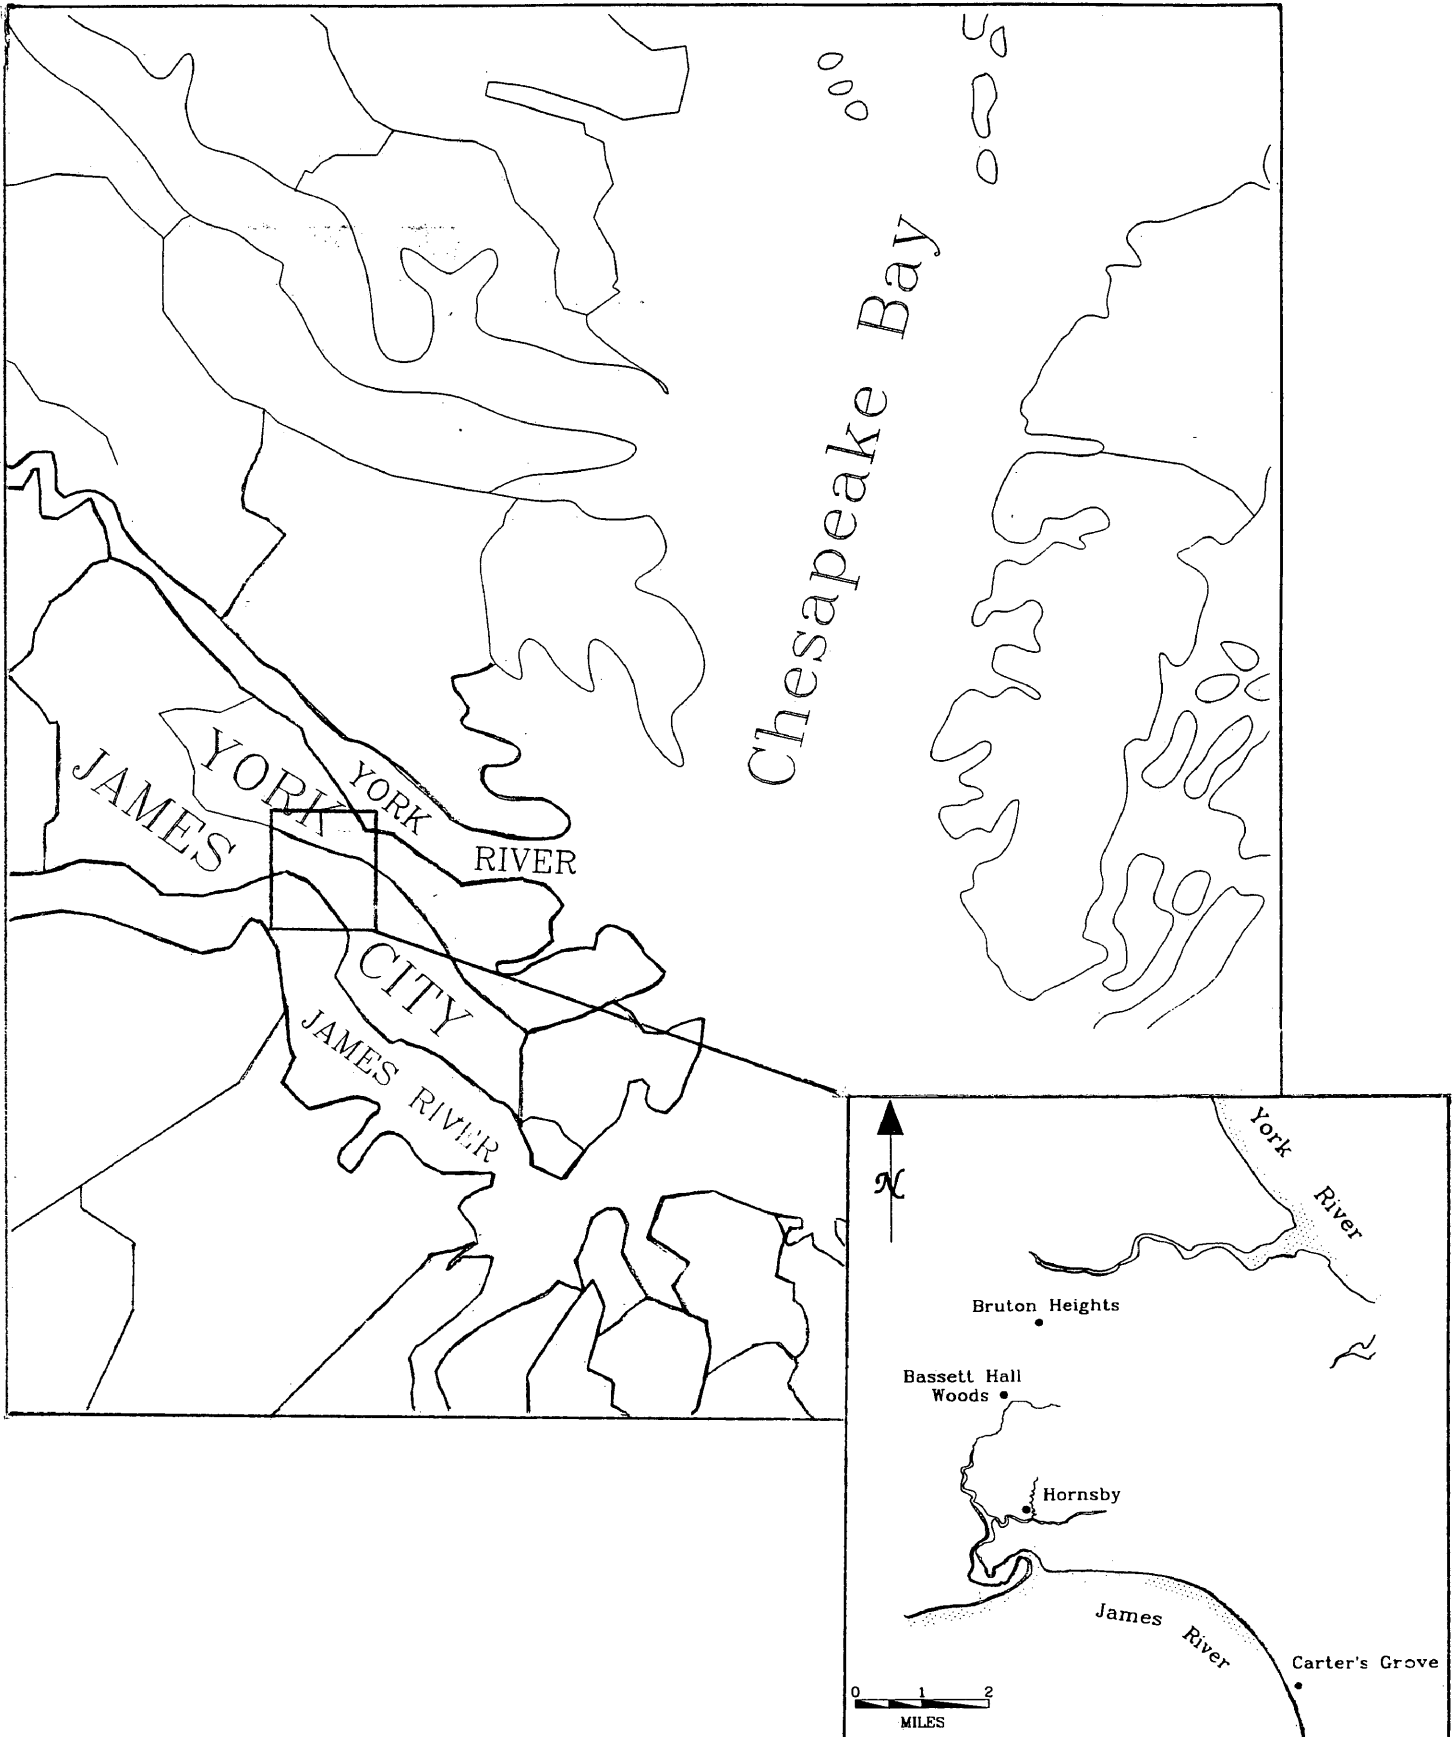 Chesapeake Bay
YORK
JAMES
YORK
RIVER
CITY
JAMES RIVER
N
York
River
Bruton Heights
Bassett Hall
Woods
Hornsby
James
River
Carter's Grove
0 1 2
MILES